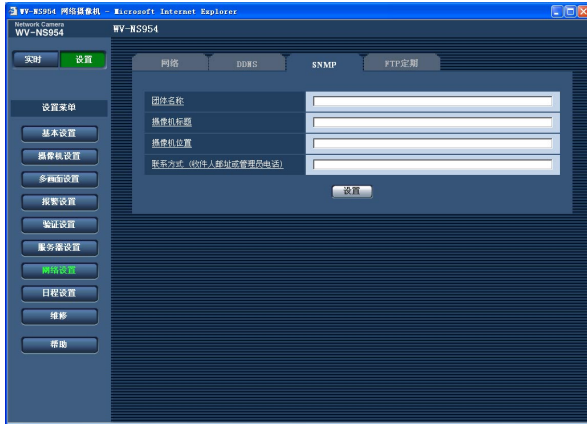 WV-NS954 网络摄像机 - Microsoft Internet Explorer
Network Camera
WV-NS954
WV-NS954
实时 设置
网络 DDNS SNMP FTP定期
设置菜单
团体名称
摄像机标题
摄像机位置
联系方式（收件人邮址或管理员电话）
设置
基本设置
摄像机设置
多画面设置
报警设置
验证设置
服务器设置
网络设置
日程设置
维修
帮助